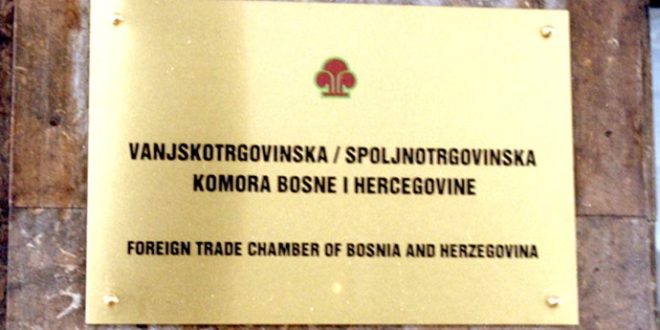 VANJSKOTRGOVINSKA / SPOLJNOTRGOVINSKA
KOMORA BOSNE I HERCEGOVINE
FOREIGN TRADE CHAMBER OF BOSNIA AND HERZEGOVINA